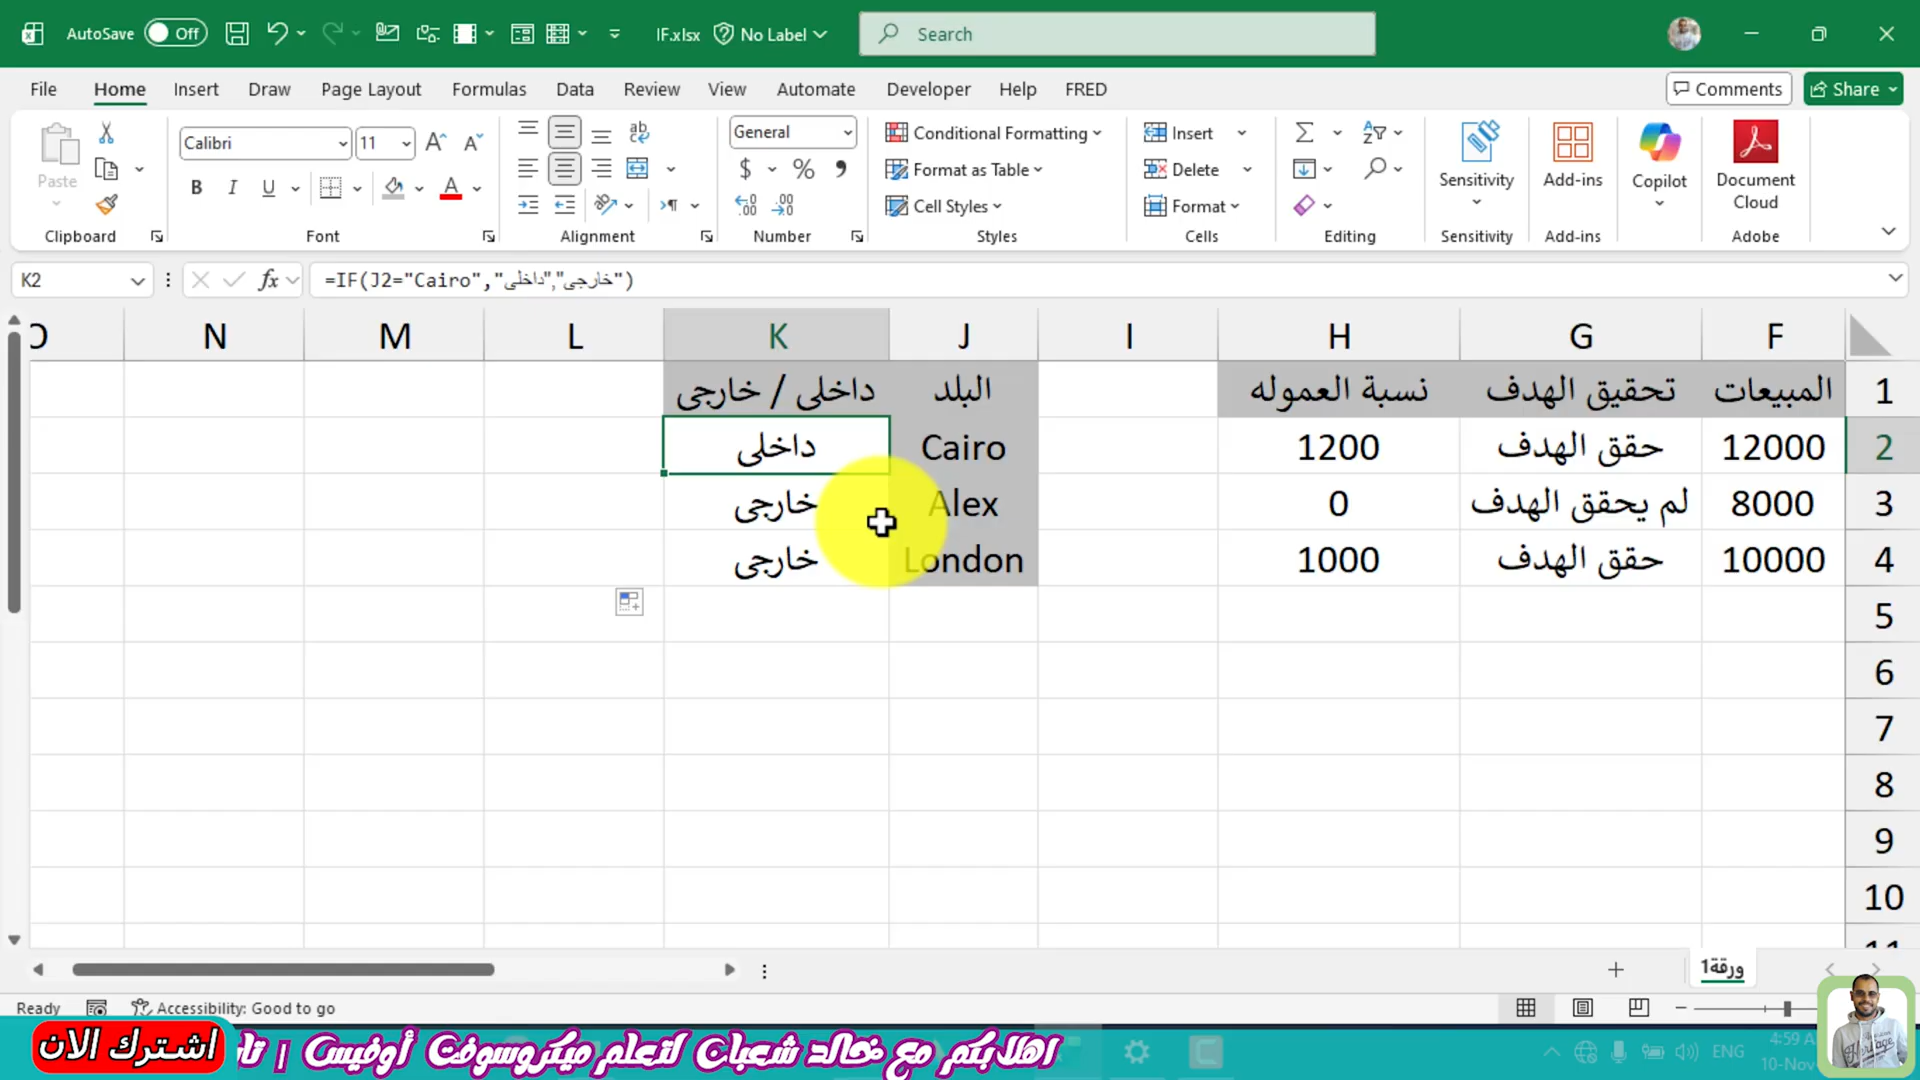 AutoSave Off IF.xlsx No Label Search
File Home Insert Draw Page Layout Formulas Data Review View Automate Developer Help FRED Comments Share
Paste Calibri 11 General Conditional Formatting Insert
$ % Format as Table Delete Sensitivity Add-ins Copilot Document Cloud
B I U Cell Styles Format
Clipboard Font Alignment Number Styles Cells Editing Sensitivity Add-ins Adobe
K2 fx =IF(J2="Cairo","داخلى","خارجى")
F G H I J K L M N O
1 المبيعات تحقيق الهدف نسبة العموله البلد داخلى / خارجى
2 12000 حقق الهدف 1200 Cairo داخلى
3 8000 لم يحقق الهدف 0 Alex خارجى
4 10000 حقق الهدف 1000 London خارجى
5
6
7
8
9
10
11
ورقة1
Ready Accessibility: Good to go
اهلا بكم مع خالد شعبان لتعلم ميكروسوفت أوفيس |
اشترك الان
ENG 4:59
10-Nov